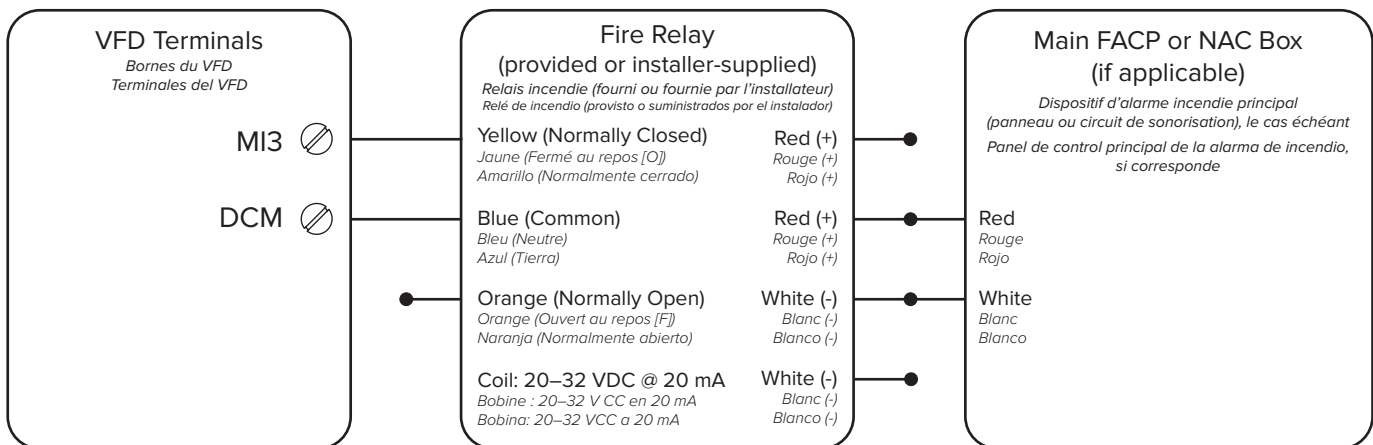 VFD Terminals
Bornes du VFD
Terminales del VFD
MI3
DCM
Fire Relay
(provided or installer-supplied)
Relais incendie (fourni ou fournie par l'installateur)
Relé de incendio (provisto o suministrados por el instalador)
Yellow (Normally Closed)
Jaune (Fermé au repos [O])
Amarillo (Normalmente cerrado)
Red (+)
Rouge (+)
Rojo (+)
Blue (Common)
Bleu (Neutre)
Azul (Tierra)
Red (+)
Rouge (+)
Rojo (+)
Orange (Normally Open)
Orange (Ouvert au repos [F])
Naranja (Normalmente abierto)
White (-)
Blanc (-)
Blanco (-)
Coil: 20–32 VDC @ 20 mA
Bobine : 20–32 V CC en 20 mA
Bobina: 20–32 VCC a 20 mA
White (-)
Blanc (-)
Blanco (-)
Main FACP or NAC Box
(if applicable)
Dispositif d'alarme incendie principal
(panneau ou circuit de sonorisation), le cas échéant
Panel de control principal de la alarma de incendio,
si corresponde
Red
Rouge
Rojo
White
Blanc
Blanco